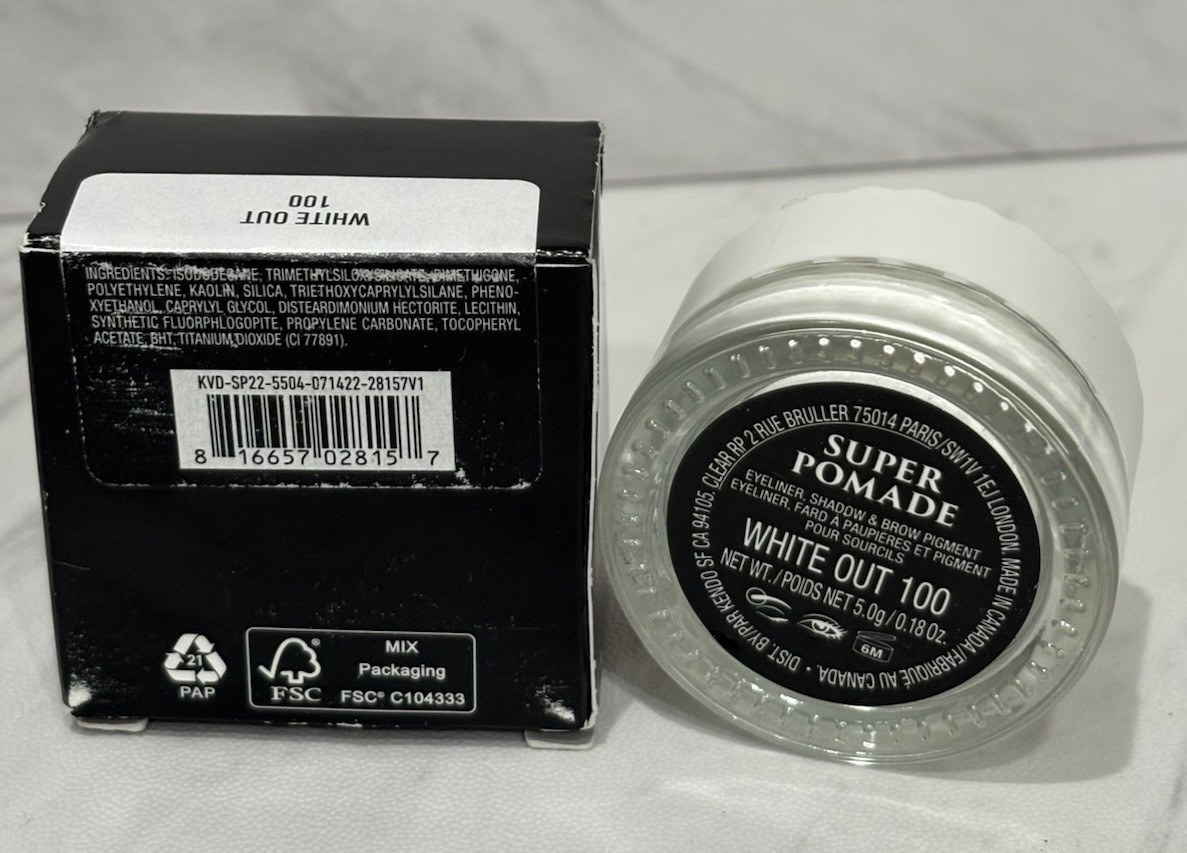 WHITE OUT
100
INGREDIENTS: ISODODECANE, TRIMETHYLSILOXYSILICATE, DIMETHICONE,
POLYETHYLENE, KAOLIN, SILICA, TRIETHOXYCAPRYLYLSILANE, PHENO-
XYETHANOL, CAPRYLYL GLYCOL, DISTEARDIMONIUM HECTORITE, LECITHIN,
SYNTHETIC FLUORPHLOGOPITE, PROPYLENE CARBONATE, TOCOPHERYL
ACETATE, BHT, TITANIUM DIOXIDE (CI 77891).
KVD-SP22-5504-071422-28157V1
8 16657 02815 7
21
PAP
FSC®
MIX
Packaging
FSC® C104333
SUPER
POMADE
EYELINER, SHADOW & BROW PIGMENT
EYELINER, FARD À PAUPIÈRES ET PIGMENT
POUR SOURCILS
WHITE OUT 100
NET WT./POIDS NET 5.0g / 0.18 Oz.
6M
• DIST. BY/PAR KENDO SF CA 94105. CLEAR RP 2 RUE BRULLER 75014 PARIS/SW1V 1EJ LONDON. MADE IN CANADA/FABRIQUÉ AU CANADA.